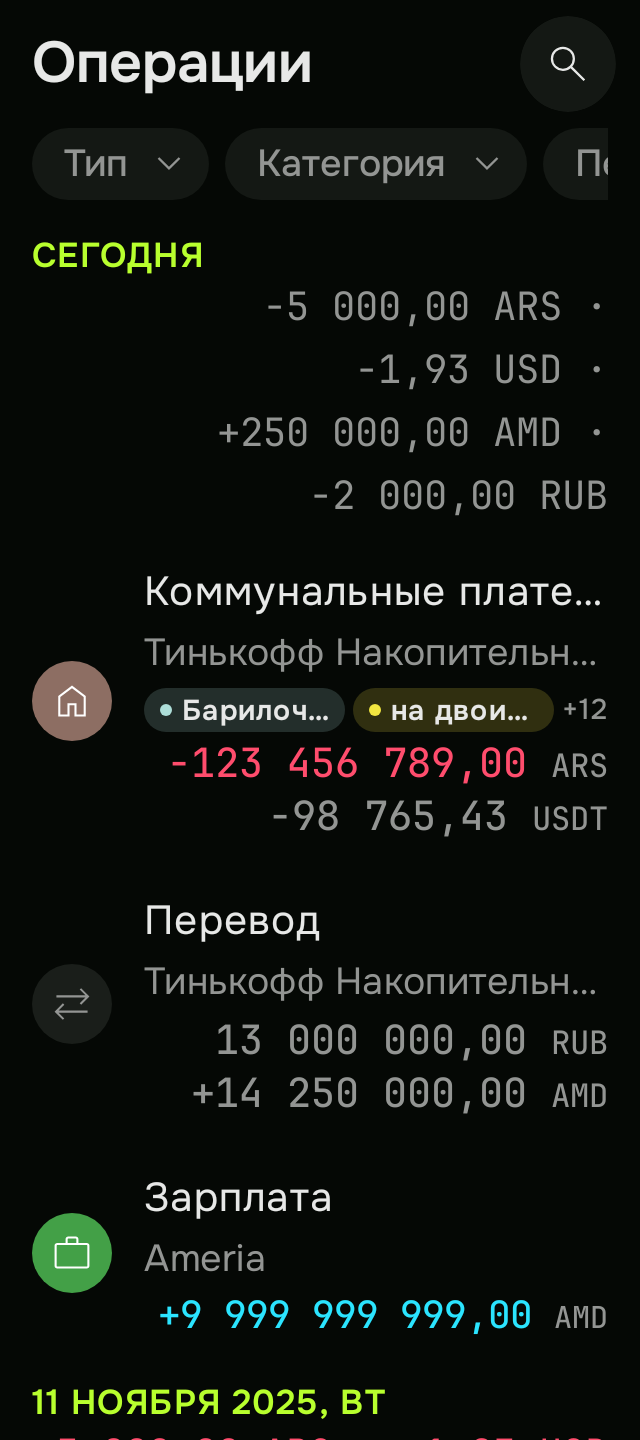 Операции
Тип
Категория
СЕГОДНЯ
-5 000,00 ARS ·
-1,93 USD ·
+250 000,00 AMD ·
-2 000,00 RUB
Коммунальные плате…
Тинькофф Накопительн…
Барилоч… на двои… +12
-123 456 789,00 ARS
-98 765,43 USDT
Перевод
Тинькофф Накопительн…
13 000 000,00 RUB
+14 250 000,00 AMD
Зарплата
Ameria
+9 999 999 999,00 AMD
11 НОЯБРЯ 2025, ВТ